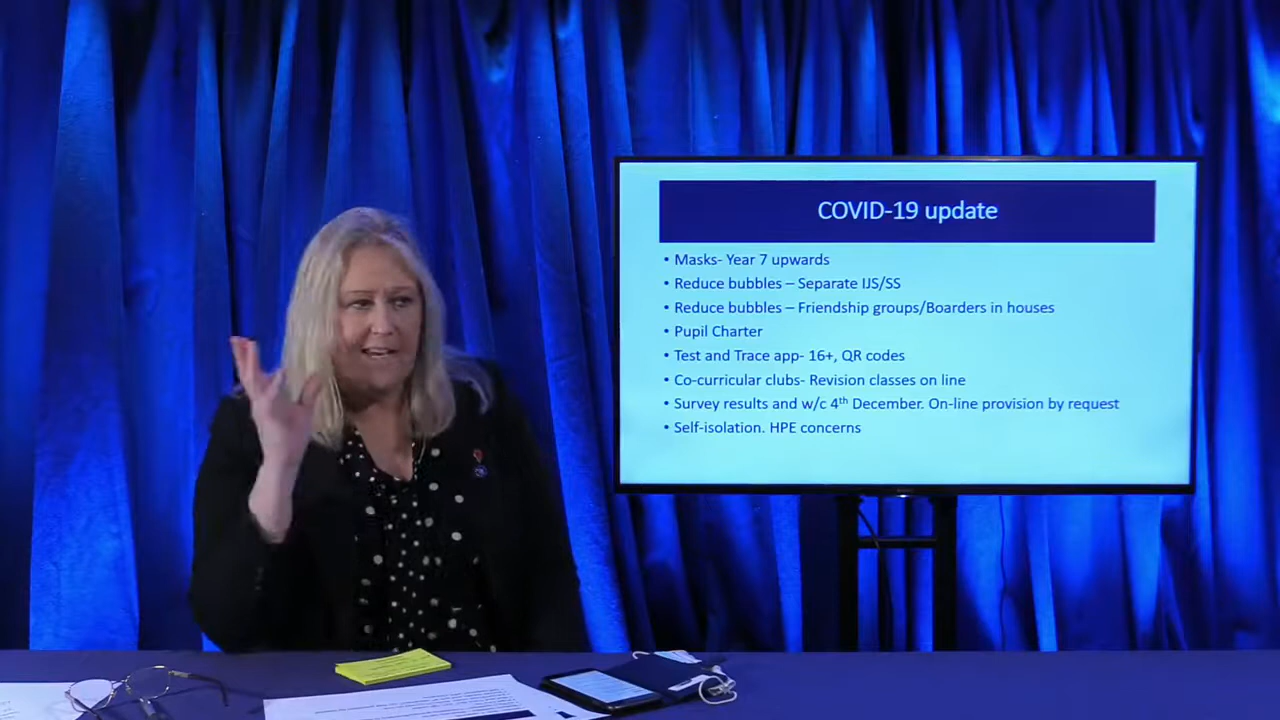 COVID-19 update
• Masks- Year 7 upwards
• Reduce bubbles – Separate IJS/SS
• Reduce bubbles – Friendship groups/Boarders in houses
• Pupil Charter
• Test and Trace app- 16+, QR codes
• Co-curricular clubs- Revision classes on line
• Survey results and w/c 4th December. On-line provision by request
• Self-isolation. HPE concerns